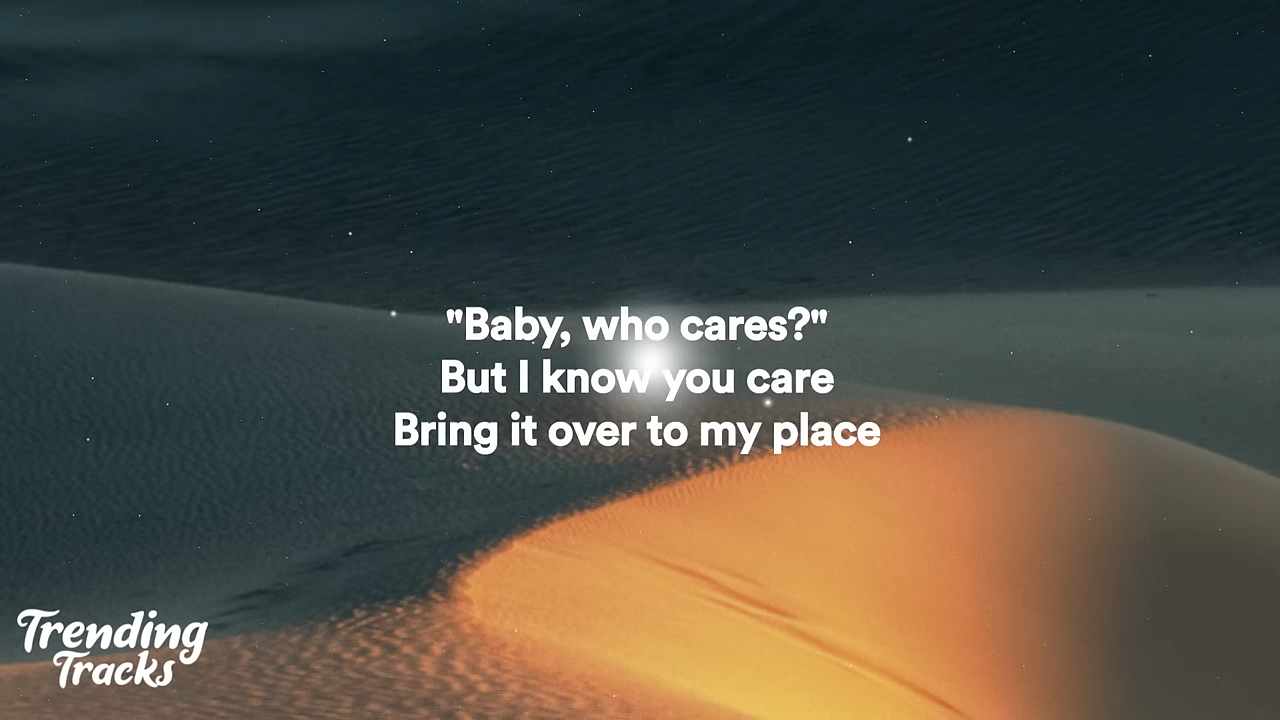 "Baby, who cares?"
But I know you care
Bring it over to my place
Trending
Tracks